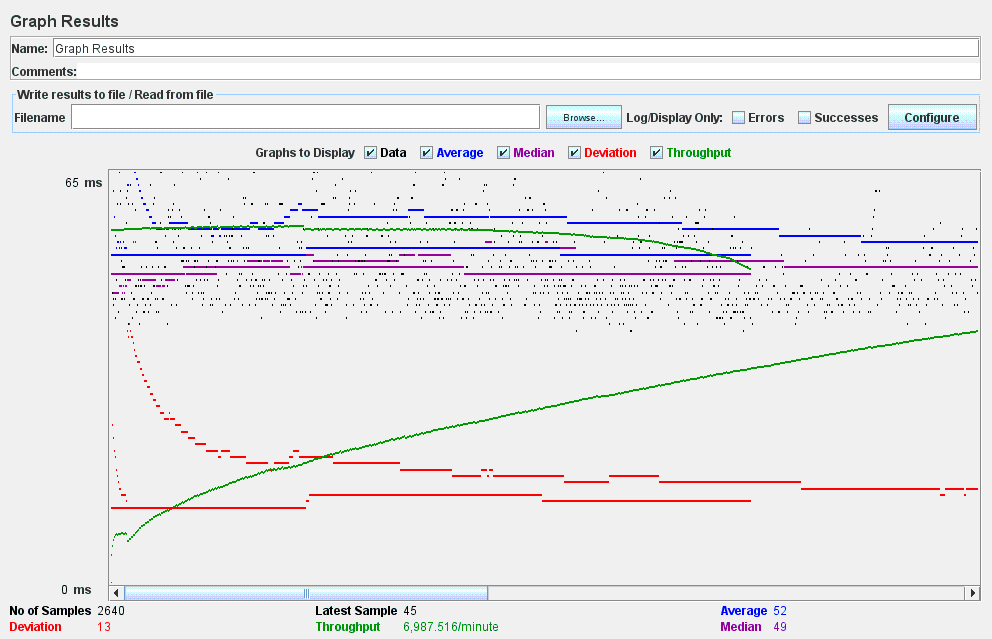 Graph Results
Name: Graph Results
Comments:
Write results to file / Read from file
Filename Browse... Log/Display Only: Errors Successes Configure
Graphs to Display Data Average Median Deviation Throughput
65 ms
0 ms
No of Samples 2640 Latest Sample 45 Average 52
Deviation 13 Throughput 6,987.516/minute Median 49